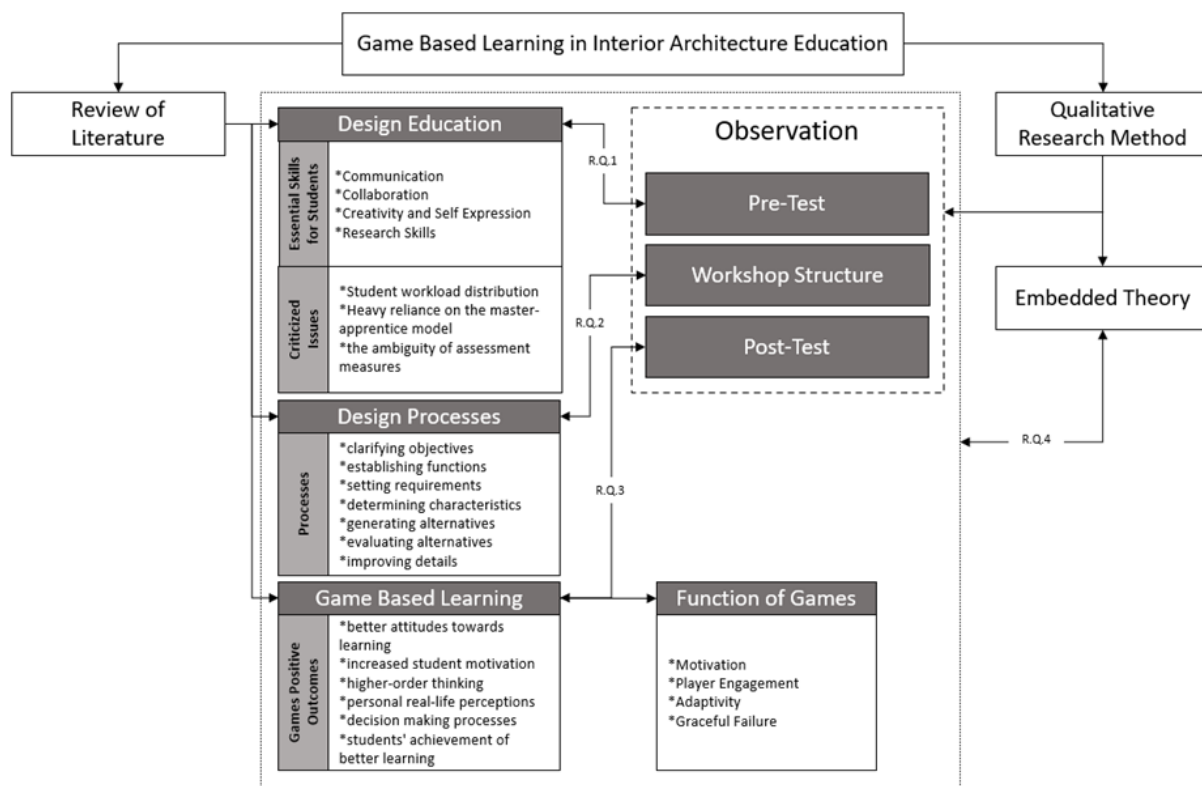 Game Based Learning in Interior Architecture Education
Review of
Literature
Qualitative
Research Method
Design Education
Essential Skills
for Students
*Communication
*Collaboration
*Creativity and Self Expression
*Research Skills
Criticized
Issues
*Student workload distribution
*Heavy reliance on the master-
apprentice model
*the ambiguity of assessment
measures
R.Q.1
Observation
Pre-Test
Workshop Structure
Post-Test
Embedded Theory
R.Q.2
Design Processes
Processes
*clarifying objectives
*establishing functions
*setting requirements
*determining characteristics
*generating alternatives
*evaluating alternatives
*improving details
R.Q.3
R.Q.4
Game Based Learning
Games Positive
Outcomes
*better attitudes towards
learning
*increased student motivation
*higher-order thinking
*personal real-life perceptions
*decision making processes
*students' achievement of
better learning
Function of Games
*Motivation
*Player Engagement
*Adaptivity
*Graceful Failure